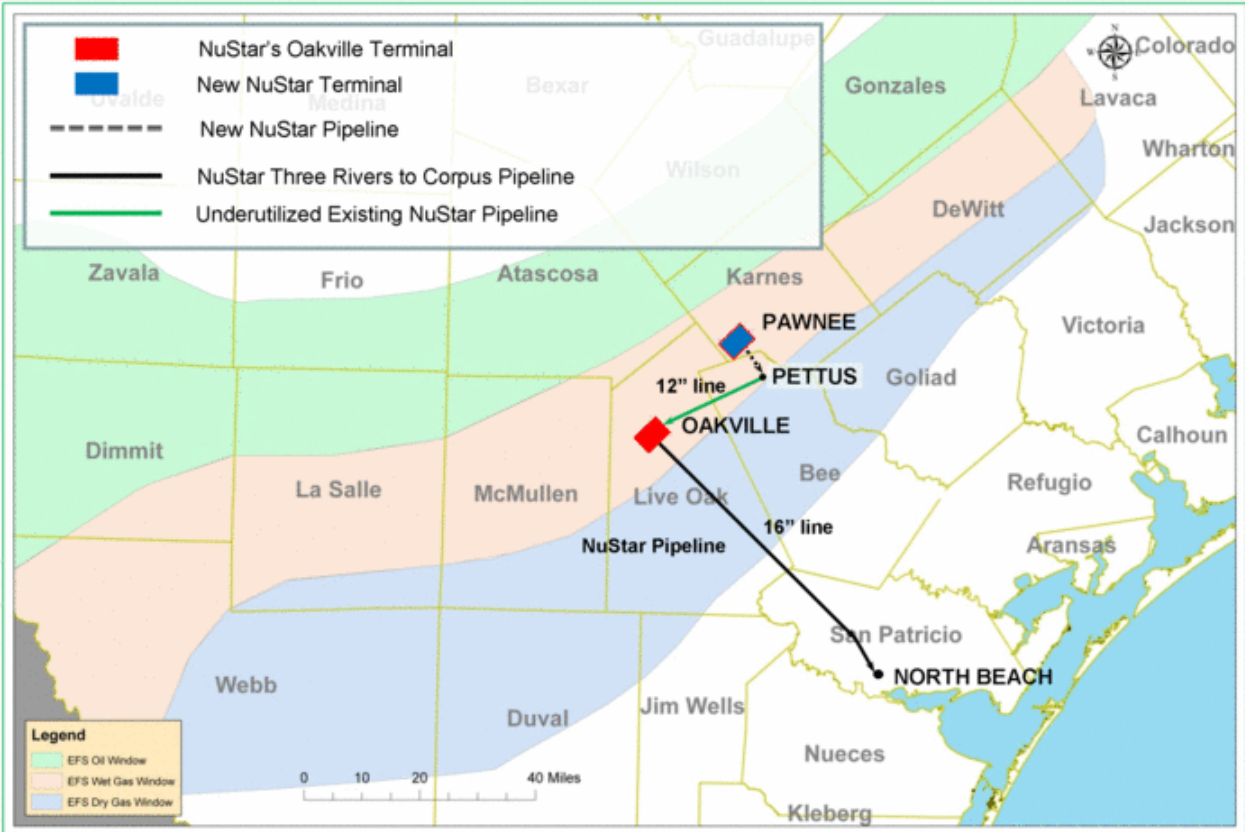 NuStar's Oakville Terminal
New NuStar Terminal
New NuStar Pipeline
NuStar Three Rivers to Corpus Pipeline
Underutilized Existing NuStar Pipeline
Guadalupe
Colorado
N
W E
S
Uvalde
Medina
Bexar
Gonzales
Lavaca
Wharton
Wilson
DeWitt
Jackson
Zavala
Frio
Atascosa
Karnes
PAWNEE
Victoria
PETTUS
Goliad
12” line
OAKVILLE
Calhoun
Dimmit
La Salle
McMullen
Live Oak
Bee
Refugio
16” line
NuStar Pipeline
Aransas
San Patricio
NORTH BEACH
Webb
Duval
Jim Wells
Nueces
Kleberg
Legend
EFS Oil Window
EFS Wet Gas Window
EFS Dry Gas Window
0 10 20 40 Miles